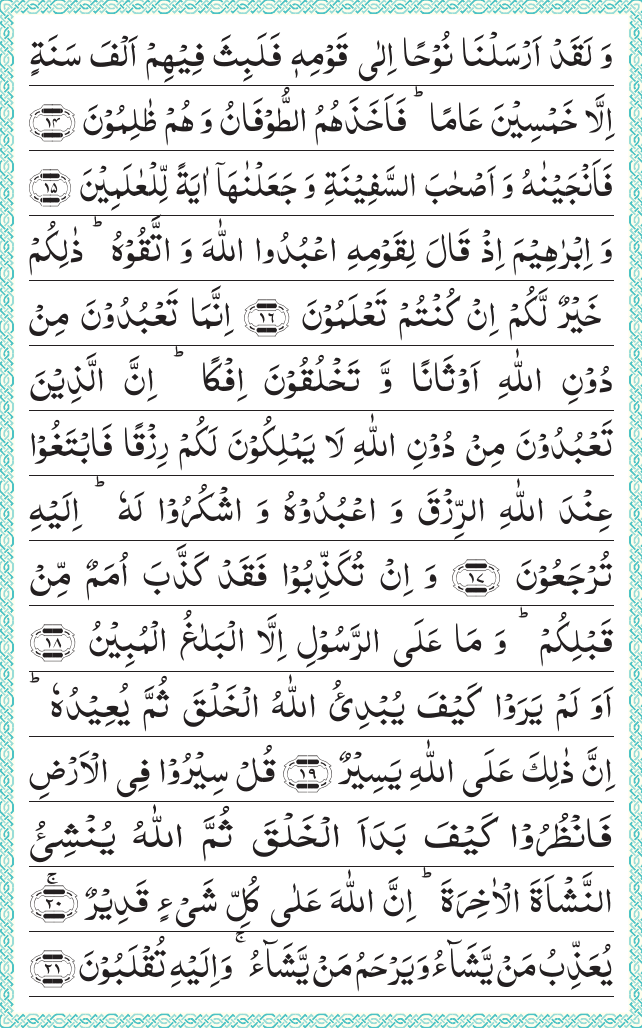 وَ لَقَدۡ اَرۡسَلۡنَا نُوۡحًا اِلٰى قَوۡمِهٖ فَلَبِثَ فِيۡهِمۡ اَلۡفَ سَنَةٍ
اِلَّا خَمۡسِيۡنَ عَامًا ؕ فَاَخَذَهُمُ الطُّوۡفَانُ وَ هُمۡ ظٰلِمُوۡنَ ﴿۱۴﴾
فَاَنۡجَيۡنٰهُ وَ اَصۡحٰبَ السَّفِيۡنَةِ وَ جَعَلۡنٰهَاۤ اٰيَةً لِّلۡعٰلَمِيۡنَ ﴿۱۵﴾
وَ اِبۡرٰهِيۡمَ اِذۡ قَالَ لِقَوۡمِهِ اعۡبُدُوا اللّٰهَ وَ اتَّقُوۡهُ ؕ ذٰلِكُمۡ
خَيۡرٌ لَّكُمۡ اِنۡ كُنۡتُمۡ تَعۡلَمُوۡنَ ﴿۱۶﴾ اِنَّمَا تَعۡبُدُوۡنَ مِنۡ
دُوۡنِ اللّٰهِ اَوۡثَانًا وَّ تَخۡلُقُوۡنَ اِفۡكًا ؕ اِنَّ الَّذِيۡنَ
تَعۡبُدُوۡنَ مِنۡ دُوۡنِ اللّٰهِ لَا يَمۡلِكُوۡنَ لَكُمۡ رِزۡقًا فَابۡتَغُوۡا
عِنۡدَ اللّٰهِ الرِّزۡقَ وَ اعۡبُدُوۡهُ وَ اشۡكُرُوۡا لَهٗ ؕ اِلَيۡهِ
تُرۡجَعُوۡنَ ﴿۱۷﴾ وَ اِنۡ تُكَذِّبُوۡا فَقَدۡ كَذَّبَ اُمَمٌ مِّنۡ
قَبۡلِكُمۡ ؕ وَ مَا عَلَى الرَّسُوۡلِ اِلَّا الۡبَلٰغُ الۡمُبِيۡنُ ﴿۱۸﴾
اَوَ لَمۡ يَرَوۡا كَيۡفَ يُبۡدِئُ اللّٰهُ الۡخَلۡقَ ثُمَّ يُعِيۡدُهٗ ؕ
اِنَّ ذٰلِكَ عَلَى اللّٰهِ يَسِيۡرٌ ﴿۱۹﴾ قُلۡ سِيۡرُوۡا فِى الۡاَرۡضِ
فَانْظُرُوۡا كَيۡفَ بَدَاَ الۡخَلۡقَ ثُمَّ اللّٰهُ يُنۡشِئُ
النَّشۡاَةَ الۡاٰخِرَةَ ؕ اِنَّ اللّٰهَ عَلٰى كُلِّ شَىۡءٍ قَدِيۡرٌ ۚ﴿۲۰﴾
يُعَذِّبُ مَنۡ يَّشَآءُ وَ يَرۡحَمُ مَنۡ يَّشَآءُ ۚ وَاِلَيۡهِ تُقۡلَبُوۡنَ ﴿۲۱﴾